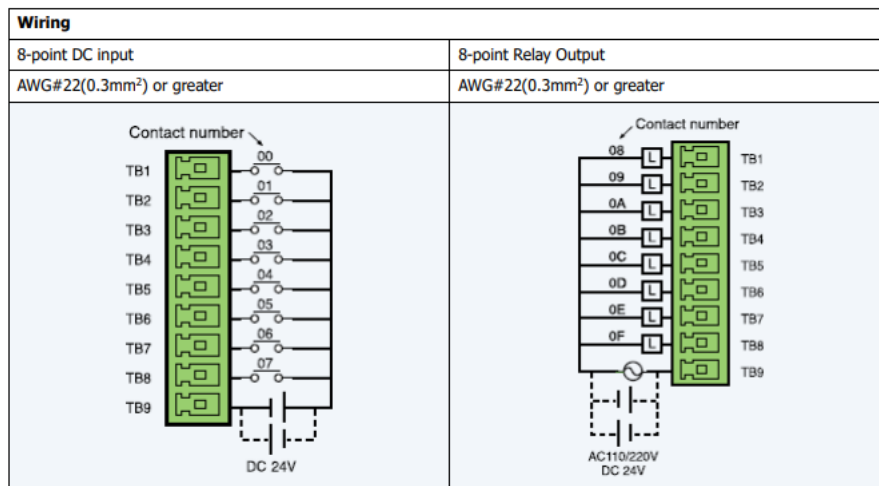 Wiring
8-point DC input
8-point Relay Output
AWG#22(0.3mm²) or greater
AWG#22(0.3mm²) or greater
Contact number
00
TB1
01
TB2
02
TB3
03
TB4
04
TB5
05
TB6
06
TB7
07
TB8
TB9
DC 24V
Contact number
08 L TB1
09 L TB2
0A L TB3
0B L TB4
0C L TB5
0D L TB6
0E L TB7
0F L TB8
TB9
AC110/220V
DC 24V